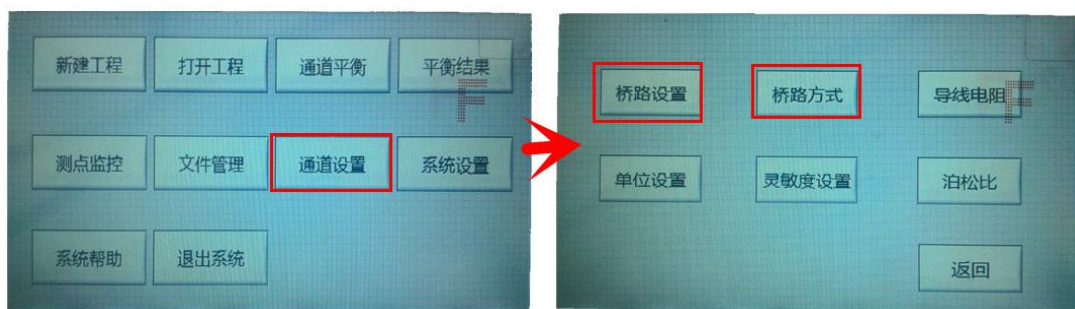 新建工程 打开工程 通道平衡 平衡结果
测点监控 文件管理 通道设置 系统设置
系统帮助 退出系统
桥路设置 桥路方式 导线电阻
单位设置 灵敏度设置 泊松比
返回